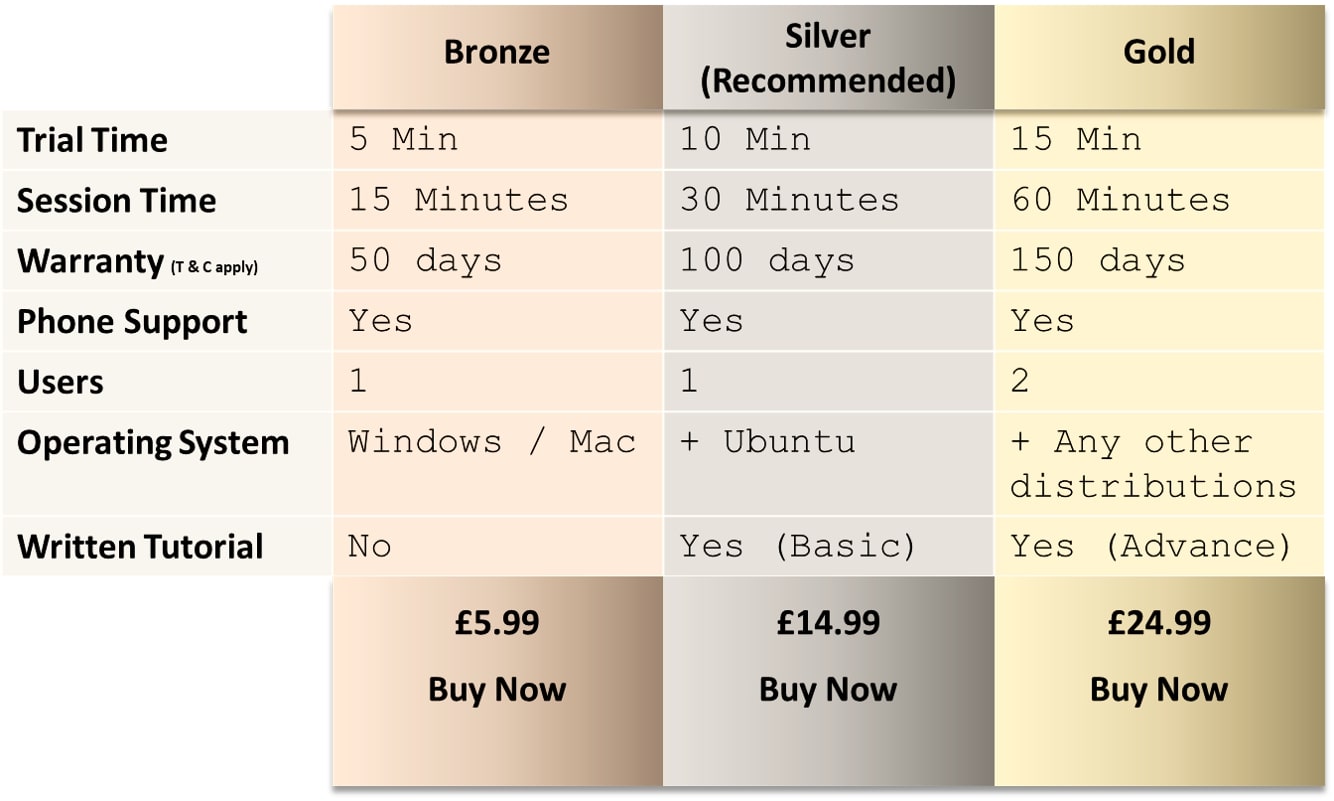 Bronze
Silver
(Recommended)
Gold
Trial Time
5 Min
10 Min
15 Min
Session Time
15 Minutes
30 Minutes
60 Minutes
Warranty (T & C apply)
50 days
100 days
150 days
Phone Support
Yes
Yes
Yes
Users
1
1
2
Operating System
Windows / Mac
+ Ubuntu
+ Any other
distributions
Written Tutorial
No
Yes (Basic)
Yes (Advance)
£5.99
£14.99
£24.99
Buy Now
Buy Now
Buy Now